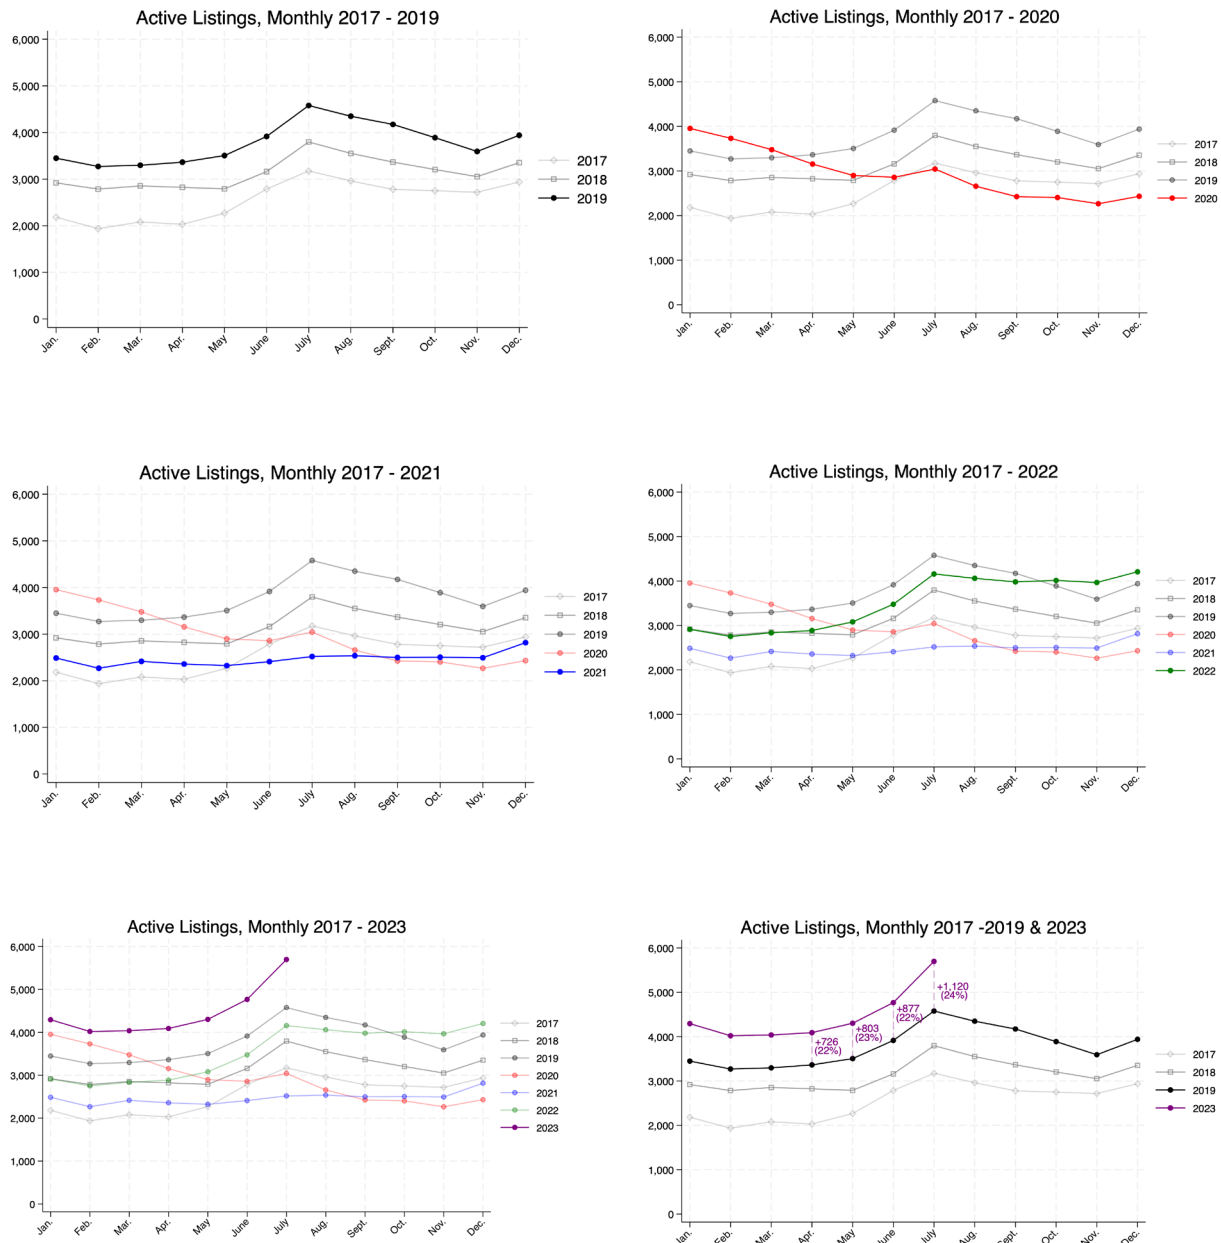 Active Listings, Monthly 2017 - 2019
6,000
5,000
4,000
3,000
2,000
1,000
0
Jan.
Feb.
Mar.
Apr.
May
June
July
Aug.
Sept.
Oct.
Nov.
Dec.
2017
2018
2019
Active Listings, Monthly 2017 - 2020
6,000
5,000
4,000
3,000
2,000
1,000
0
Jan.
Feb.
Mar.
Apr.
May
June
July
Aug.
Sept.
Oct.
Nov.
Dec.
2017
2018
2019
2020
Active Listings, Monthly 2017 - 2021
6,000
5,000
4,000
3,000
2,000
1,000
0
Jan.
Feb.
Mar.
Apr.
May
June
July
Aug.
Sept.
Oct.
Nov.
Dec.
2017
2018
2019
2020
2021
Active Listings, Monthly 2017 - 2022
6,000
5,000
4,000
3,000
2,000
1,000
0
Jan.
Feb.
Mar.
Apr.
May
June
July
Aug.
Sept.
Oct.
Nov.
Dec.
2017
2018
2019
2020
2021
2022
Active Listings, Monthly 2017 - 2023
6,000
5,000
4,000
3,000
2,000
1,000
0
Jan.
Feb.
Mar.
Apr.
May
June
July
Aug.
Sept.
Oct.
Nov.
Dec.
2017
2018
2019
2020
2021
2022
2023
Active Listings, Monthly 2017 -2019 & 2023
6,000
5,000
4,000
3,000
2,000
1,000
0
+726
(22%)
+803
(23%)
+877
(22%)
+1,120
(24%)
Jan.
Feb.
Mar.
Apr.
May
June
July
Aug.
Sept.
Oct.
Nov.
Dec.
2017
2018
2019
2023